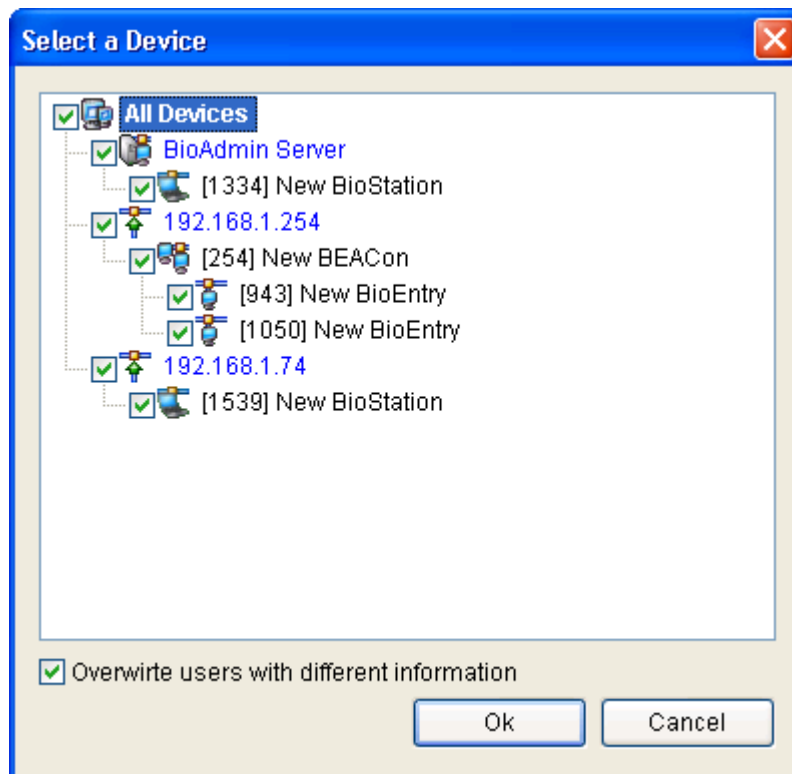 Select a Device
All Devices
BioAdmin Server
[1334] New BioStation
192.168.1.254
[254] New BEACon
[943] New BioEntry
[1050] New BioEntry
192.168.1.74
[1539] New BioStation
Overwirte users with different information
Ok Cancel